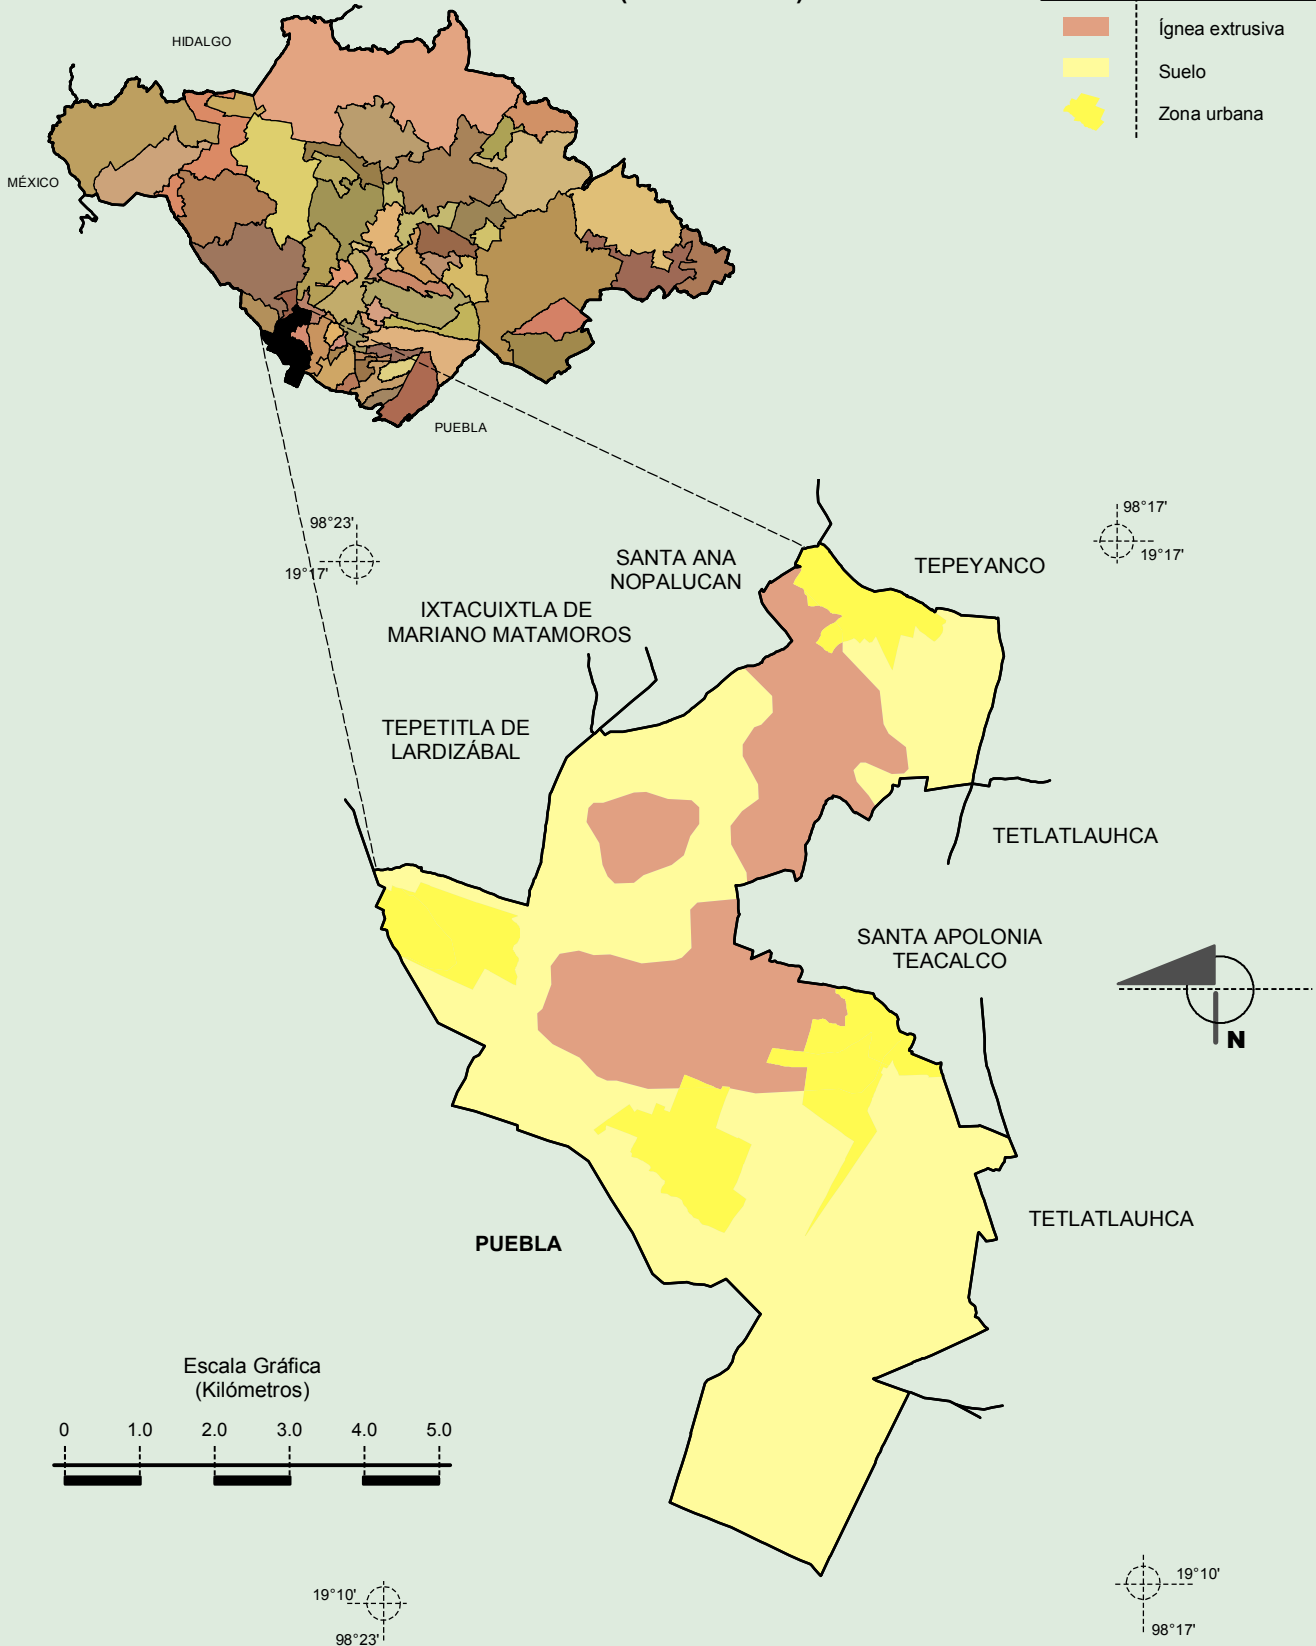 Ígnea extrusiva
Suelo
Zona urbana
HIDALGO
MÉXICO
PUEBLA
98°23'
19°17'
98°17'
19°17'
SANTA ANA
NOPALUCAN
TEPEYANCO
IXTACUIXTLA DE
MARIANO MATAMOROS
TEPETITLA DE
LARDIZÁBAL
TETLATLAUHCA
SANTA APOLONIA
TEACALCO
N
TETLATLAUHCA
PUEBLA
Escala Gráfica
(Kilómetros)
0 1.0 2.0 3.0 4.0 5.0
19°10'
98°23'
19°10'
98°17'